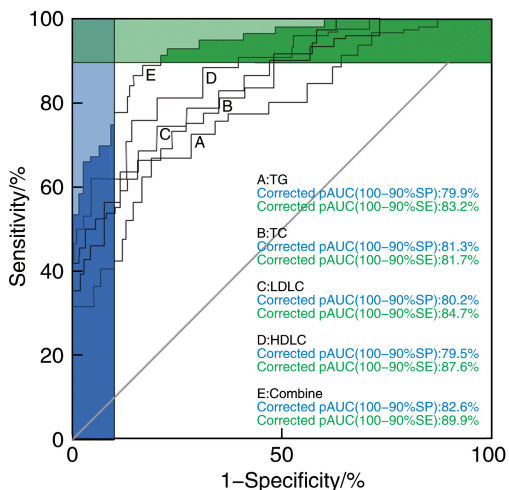 100
80
60
40
20
0
Sensitivity/%
0
50
100
1−Specificity/%
E
D
B
C
A
A:TG
Corrected pAUC(100−90%SP):79.9%
Corrected pAUC(100−90%SE):83.2%
B:TC
Corrected pAUC(100−90%SP):81.3%
Corrected pAUC(100−90%SE):81.7%
C:LDLC
Corrected pAUC(100−90%SP):80.2%
Corrected pAUC(100−90%SE):84.7%
D:HDLC
Corrected pAUC(100−90%SP):79.5%
Corrected pAUC(100−90%SE):87.6%
E:Combine
Corrected pAUC(100−90%SP):82.6%
Corrected pAUC(100−90%SE):89.9%